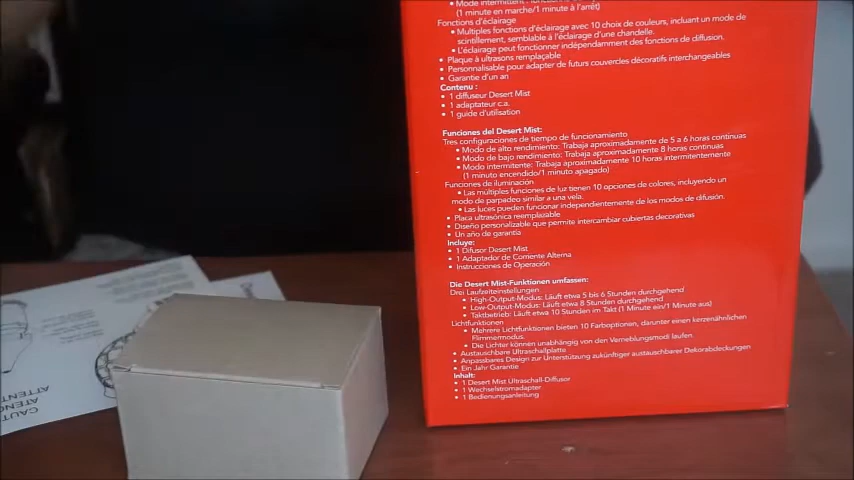 • Mode intermittent :
(1 minute en marche/1 minute à l'arrêt)
Fonctions d'éclairage
• Multiples fonctions d'éclairage avec 10 choix de couleurs, incluant un mode de
scintillement, semblable à l'éclairage d'une chandelle.
• L'éclairage peut fonctionner indépendamment des fonctions de diffusion.
• Plaque à ultrasons remplaçable
• Personnalisable pour adapter de futurs couvercles décoratifs interchangeables
• Garantie d'un an
Contenu :
• 1 diffuseur Desert Mist
• 1 adaptateur c.a.
• 1 guide d'utilisation
Funciones del Desert Mist:
Tres configuraciones de tiempo de funcionamiento
• Modo de alto rendimiento: Trabaja aproximadamente de 5 a 6 horas continuas
• Modo de bajo rendimiento: Trabaja aproximadamente 8 horas continuas
• Modo intermitente: Trabaja aproximadamente 10 horas intermitentemente
(1 minuto encendido/1 minuto apagado)
Funciones de iluminación
• Las múltiples funciones de luz tienen 10 opciones de colores, incluyendo un
modo de parpadeo similar a una vela.
• Las luces pueden funcionar independientemente de los modos de difusión.
• Placa ultrasónica reemplazable
• Diseño personalizable que permite intercambiar cubiertas decorativas
• Un año de garantía
Incluye:
• 1 Difusor Desert Mist
• 1 Adaptador de Corriente Alterna
• Instrucciones de Operación
Die Desert Mist-Funktionen umfassen:
Drei Laufzeiteinstellungen
• High-Output-Modus: Läuft etwa 5 bis 6 Stunden durchgehend
• Low-Output-Modus: Läuft etwa 8 Stunden durchgehend
• Taktbetrieb: Läuft etwa 10 Stunden im Takt (1 Minute ein/1 Minute aus)
Lichtfunktionen
• Mehrere Lichtfunktionen bieten 10 Farboptionen, darunter einen kerzenähnlichen
Flimmermodus.
• Die Lichter können unabhängig von den Verneblungsmodi laufen.
• Austauschbare Ultraschallplatte
• Anpassbares Design zur Unterstützung zukünftiger austauschbarer Dekorabdeckungen
• Ein Jahr Garantie
Inhalt:
• 1 Desert Mist Ultraschall-Diffusor
• 1 Wechselstromadapter
• 1 Bedienungsanleitung